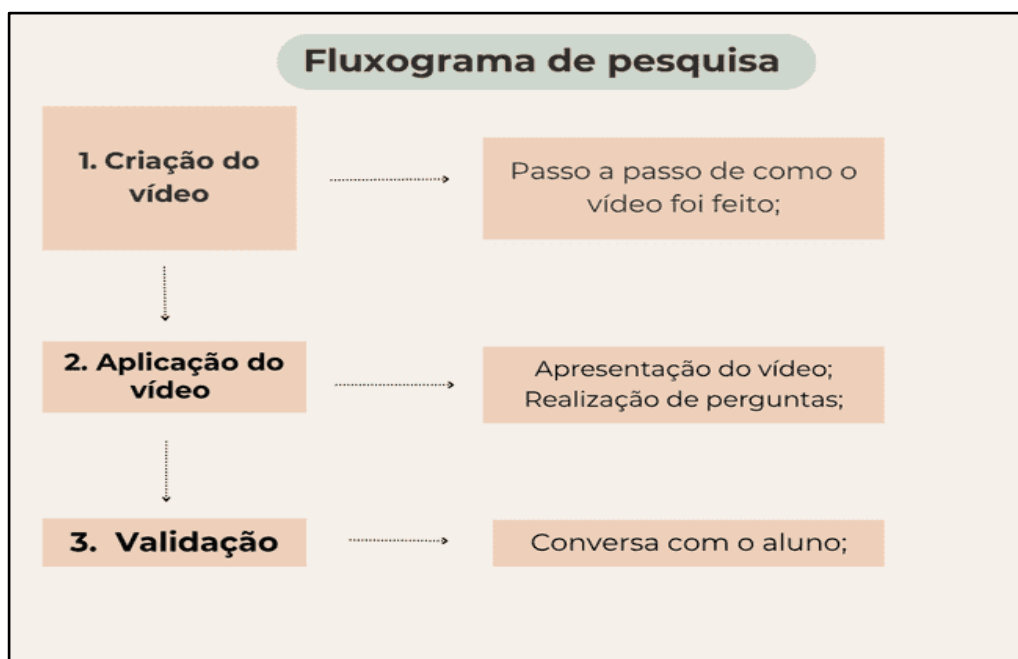 Fluxograma de pesquisa
1. Criação do
vídeo
Passo a passo de como o
vídeo foi feito;
2. Aplicação do
vídeo
Apresentação do vídeo;
Realização de perguntas;
3. Validação
Conversa com o aluno;